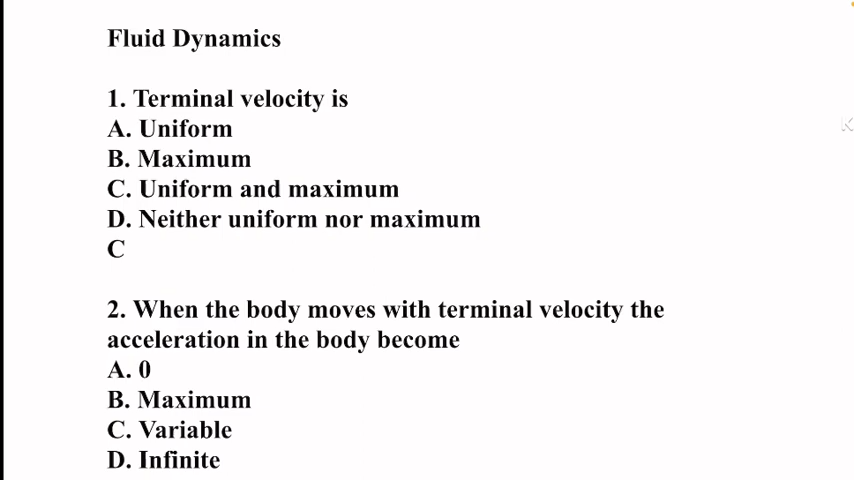 Fluid Dynamics
1. Terminal velocity is
A. Uniform
B. Maximum
C. Uniform and maximum
D. Neither uniform nor maximum
C
K
2. When the body moves with terminal velocity the
acceleration in the body become
A. 0
B. Maximum
C. Variable
D. Infinite